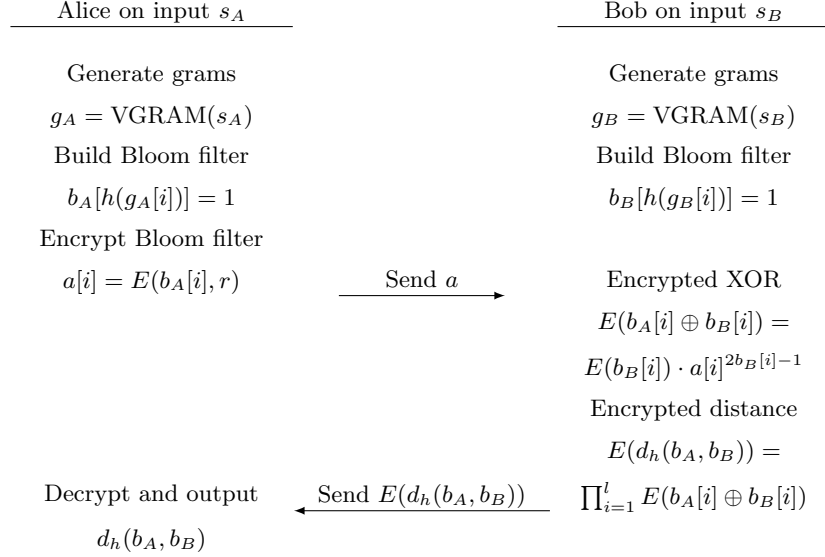 Alice on input s_A
Bob on input s_B
Generate grams
g_A = VGRAM(s_A)
Build Bloom filter
b_A[h(g_A[i])] = 1
Encrypt Bloom filter
a[i] = E(b_A[i], r)
Generate grams
g_B = VGRAM(s_B)
Build Bloom filter
b_B[h(g_B[i])] = 1
Send a
Encrypted XOR
E(b_A[i] ⊕ b_B[i]) =
E(b_B[i]) · a[i]^{2b_B[i]−1}
Encrypted distance
E(d_h(b_A, b_B)) =
∏_{i=1}^{l} E(b_A[i] ⊕ b_B[i])
Send E(d_h(b_A, b_B))
Decrypt and output
d_h(b_A, b_B)